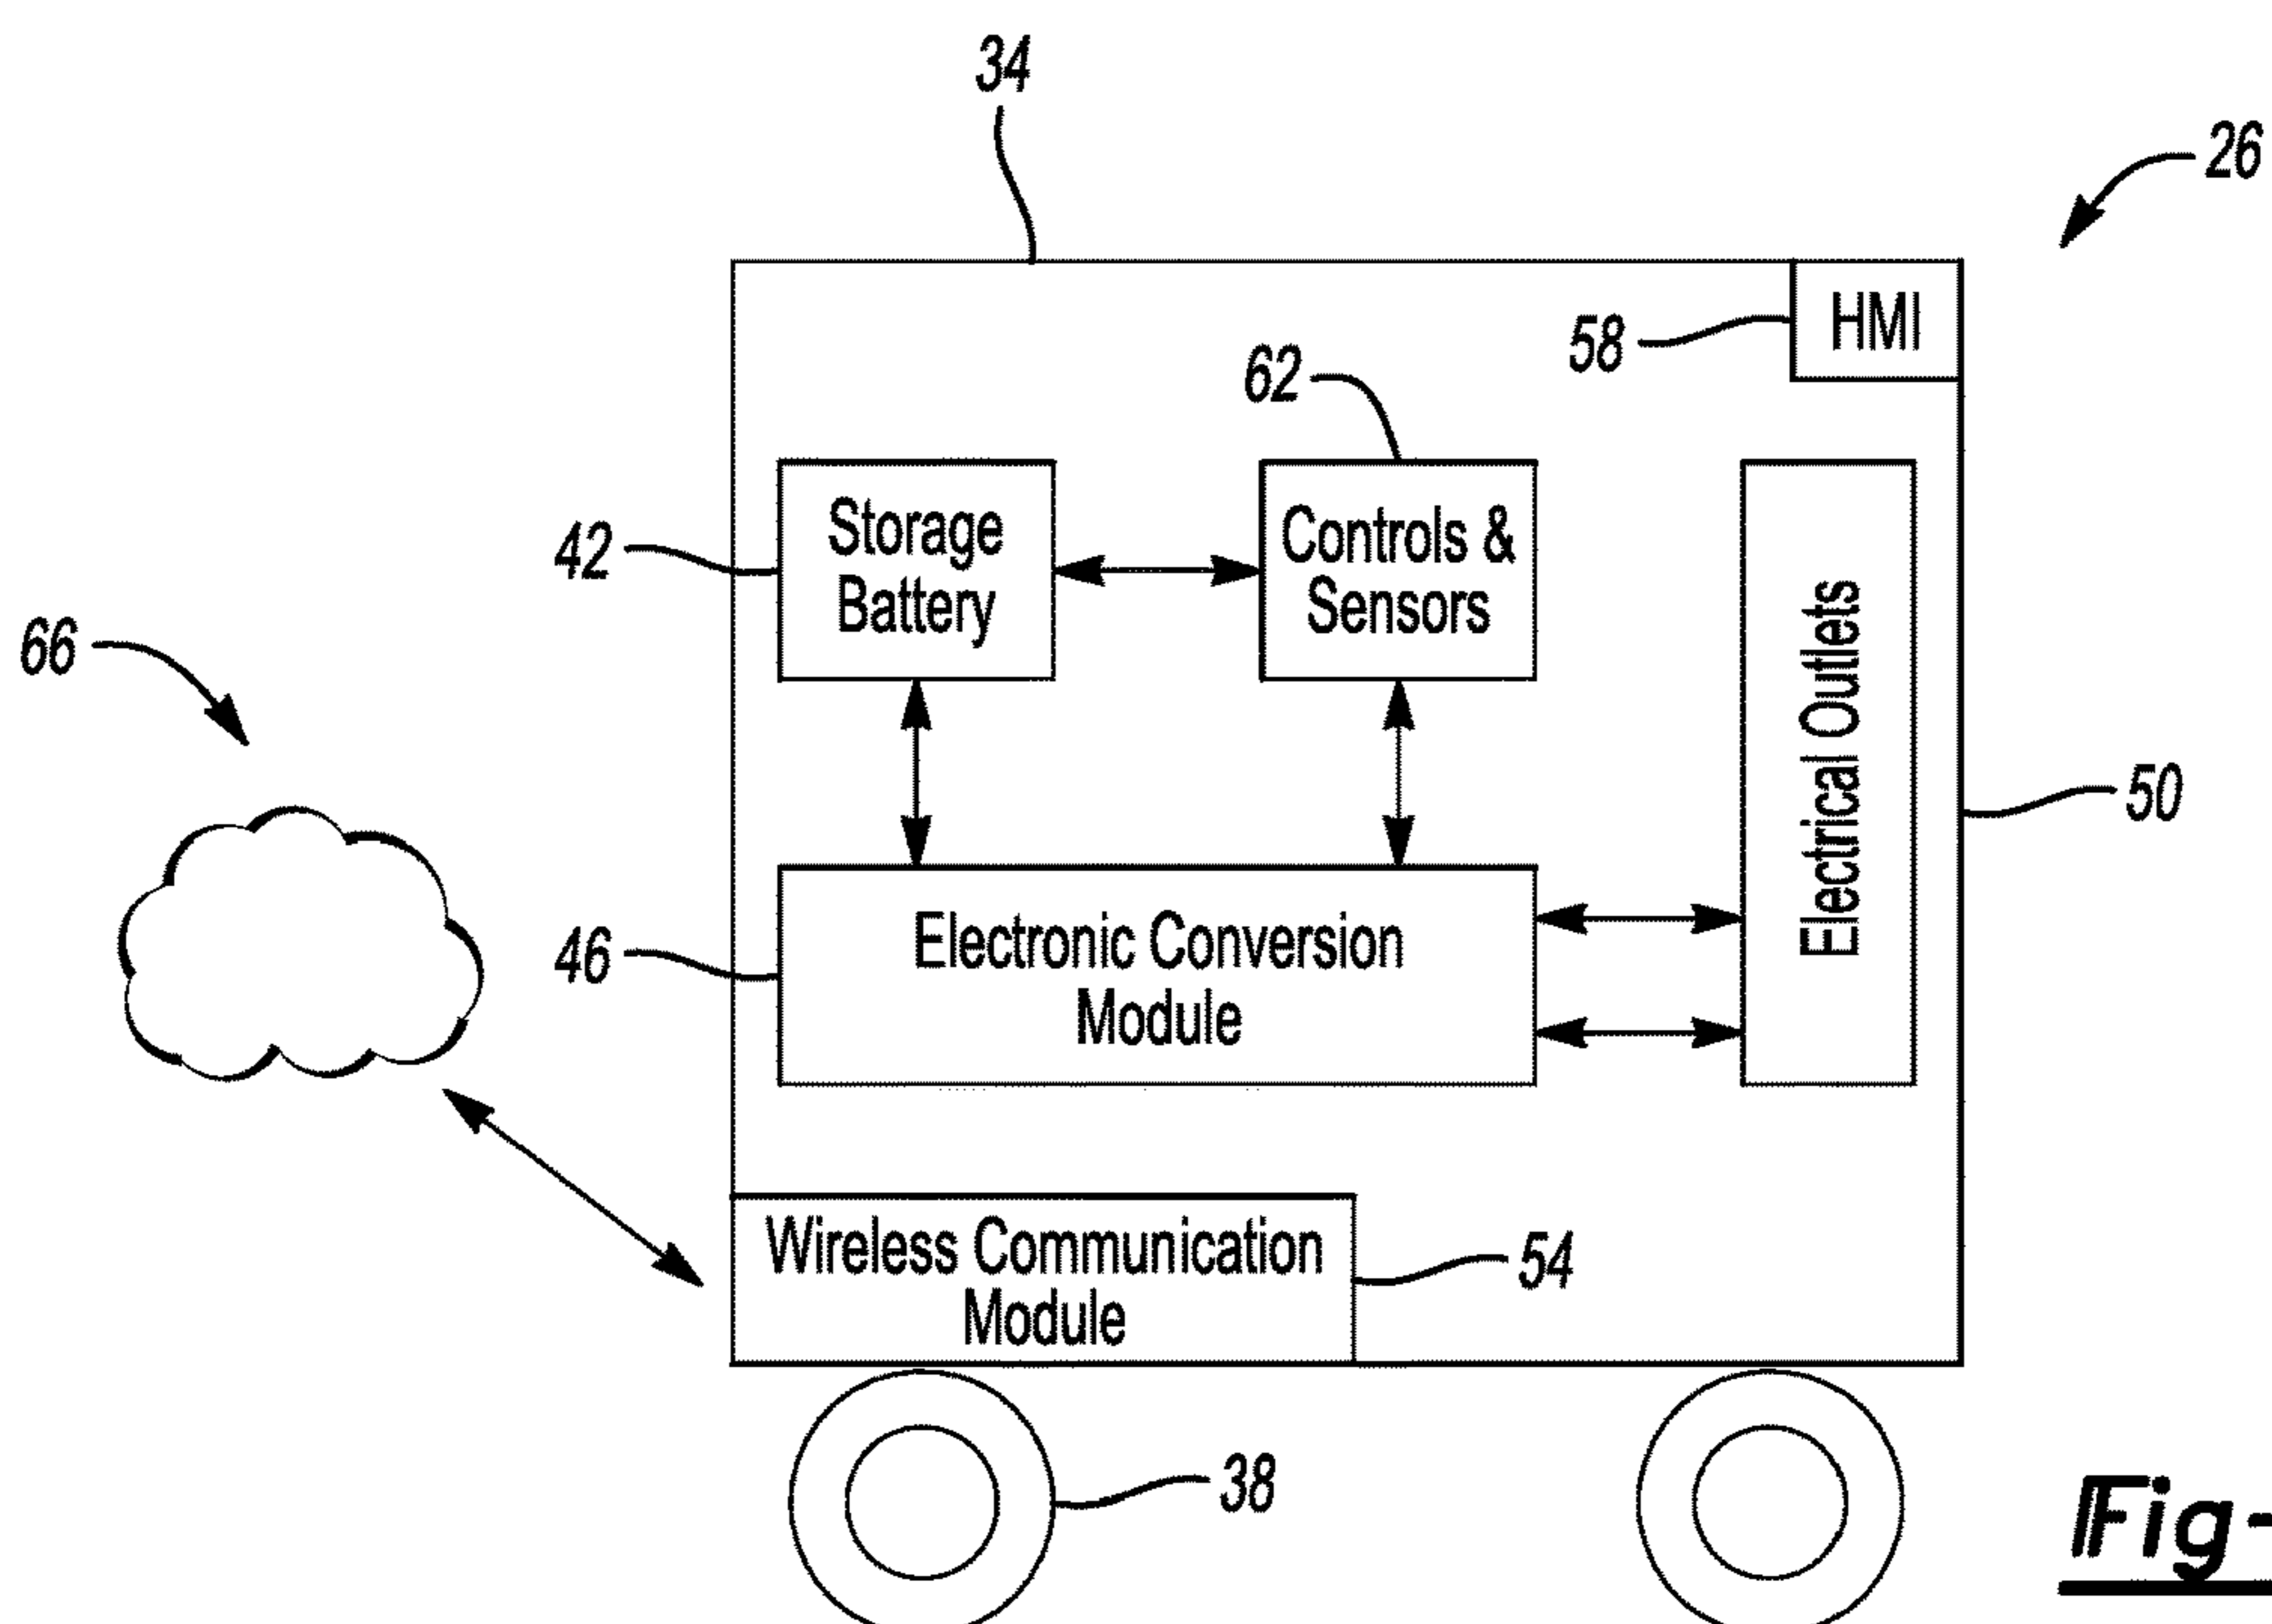 34
26
HMI
58
62
Storage
Battery
Controls &
Sensors
42
66
Electrical Outlets
50
Electronic Conversion
Module
46
Wireless Communication
Module
54
38
Fig-